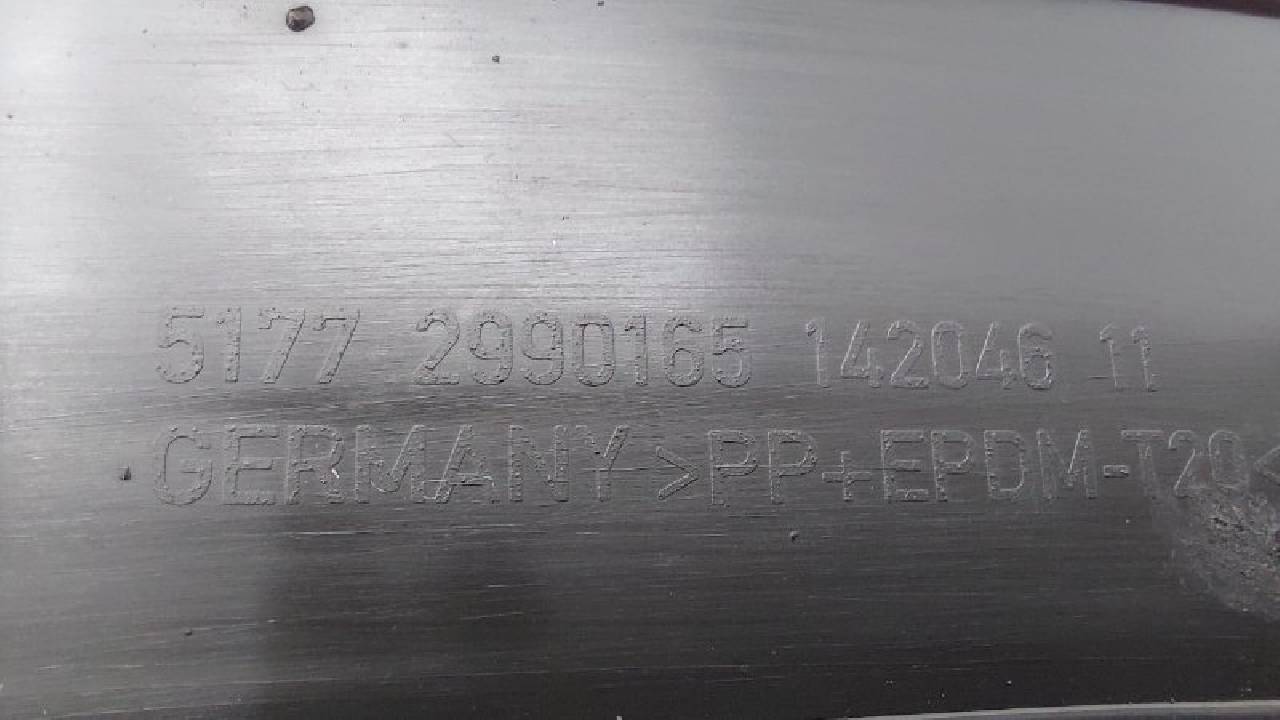 5177 2990165 142046 11
GERMANY >PP+EPDM-T20<